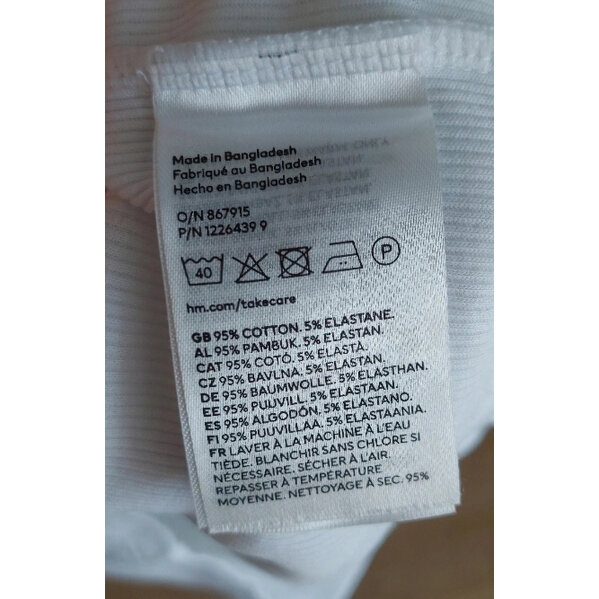 Made in Bangladesh
Fabriqué au Bangladesh
Hecho en Bangladesh
O/N 867915
P/N 1226439 9
40
P
hm.com/takecare
GB 95% COTTON. 5% ELASTANE.
AL 95% PAMBUK. 5% ELASTAN.
CAT 95% COTÓ. 5% ELASTÀ.
CZ 95% BAVLNA. 5% ELASTAN.
DE 95% BAUMWOLLE. 5% ELASTHAN.
EE 95% PUUVILL. 5% ELASTAAN.
ES 95% ALGODÓN. 5% ELASTANO.
FI 95% PUUVILLAA. 5% ELASTAANIA.
FR LAVER À LA MACHINE À L'EAU
TIÈDE. BLANCHIR SANS CHLORE SI
NÉCESSAIRE. SÉCHER À L'AIR.
REPASSER À TEMPÉRATURE
MOYENNE. NETTOYAGE À SEC. 95%